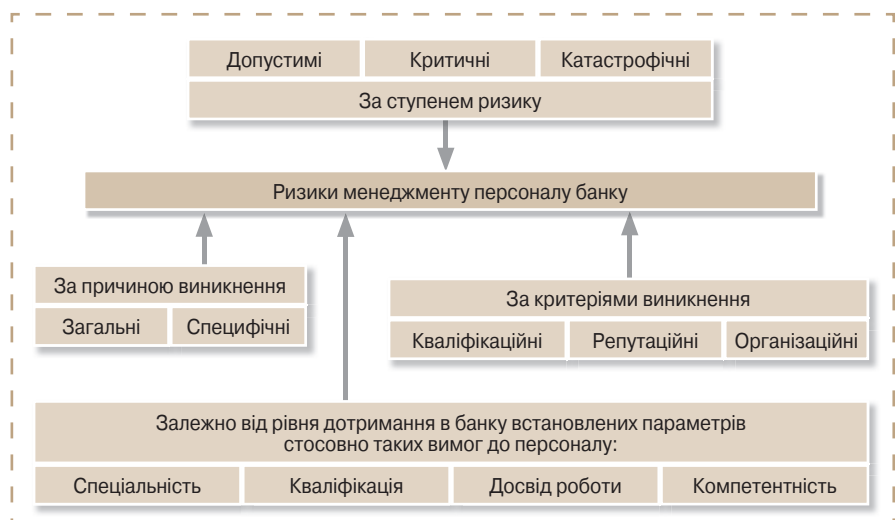 Допустимі Критичні Катастрофічні
За ступенем ризику
Ризики менеджменту персоналу банку
За причиною виникнення
Загальні Специфічні
За критеріями виникнення
Кваліфікаційні Репутаційні Організаційні
Залежно від рівня дотримання в банку встановлених параметрів
стосовно таких вимог до персоналу:
Спеціальність Кваліфікація Досвід роботи Компетентність